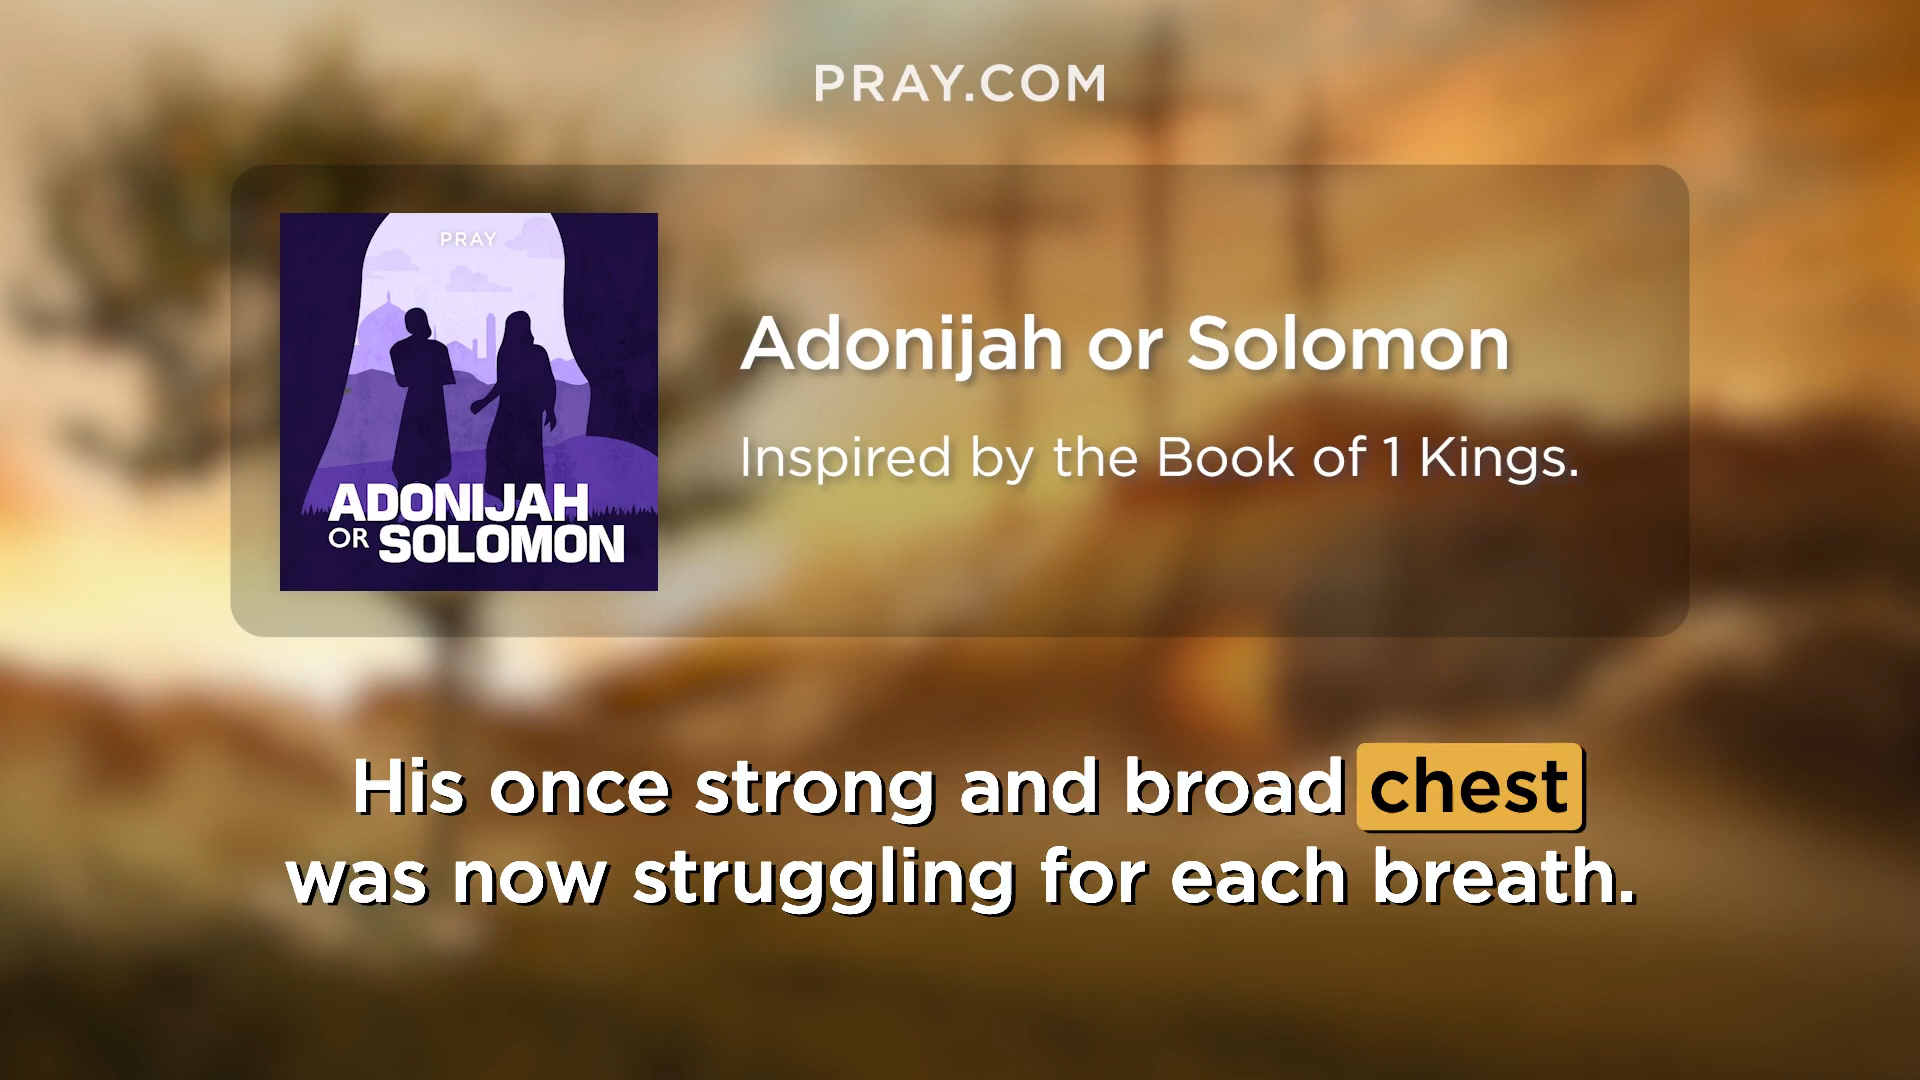 PRAY.COM
PRAY
ADONIJAH
OR SOLOMON
Adonijah or Solomon
Inspired by the Book of 1 Kings.
His once strong and broad chest
was now struggling for each breath.